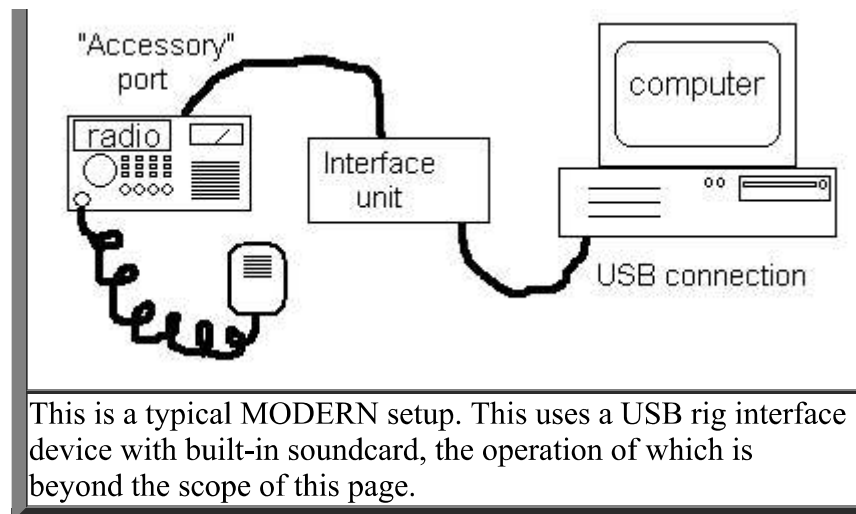 "Accessory"
port
radio
computer
Interface
unit
USB connection
This is a typical MODERN setup. This uses a USB rig interface
device with built-in soundcard, the operation of which is
beyond the scope of this page.